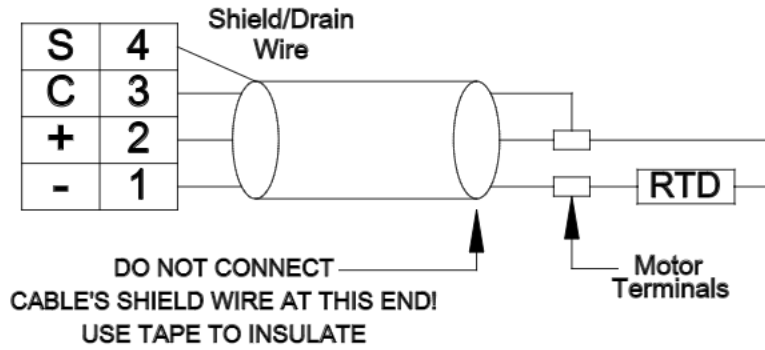 Shield/Drain
Wire
S 4
C 3
+ 2
- 1
RTD
DO NOT CONNECT
CABLE'S SHIELD WIRE AT THIS END!
USE TAPE TO INSULATE
Motor
Terminals